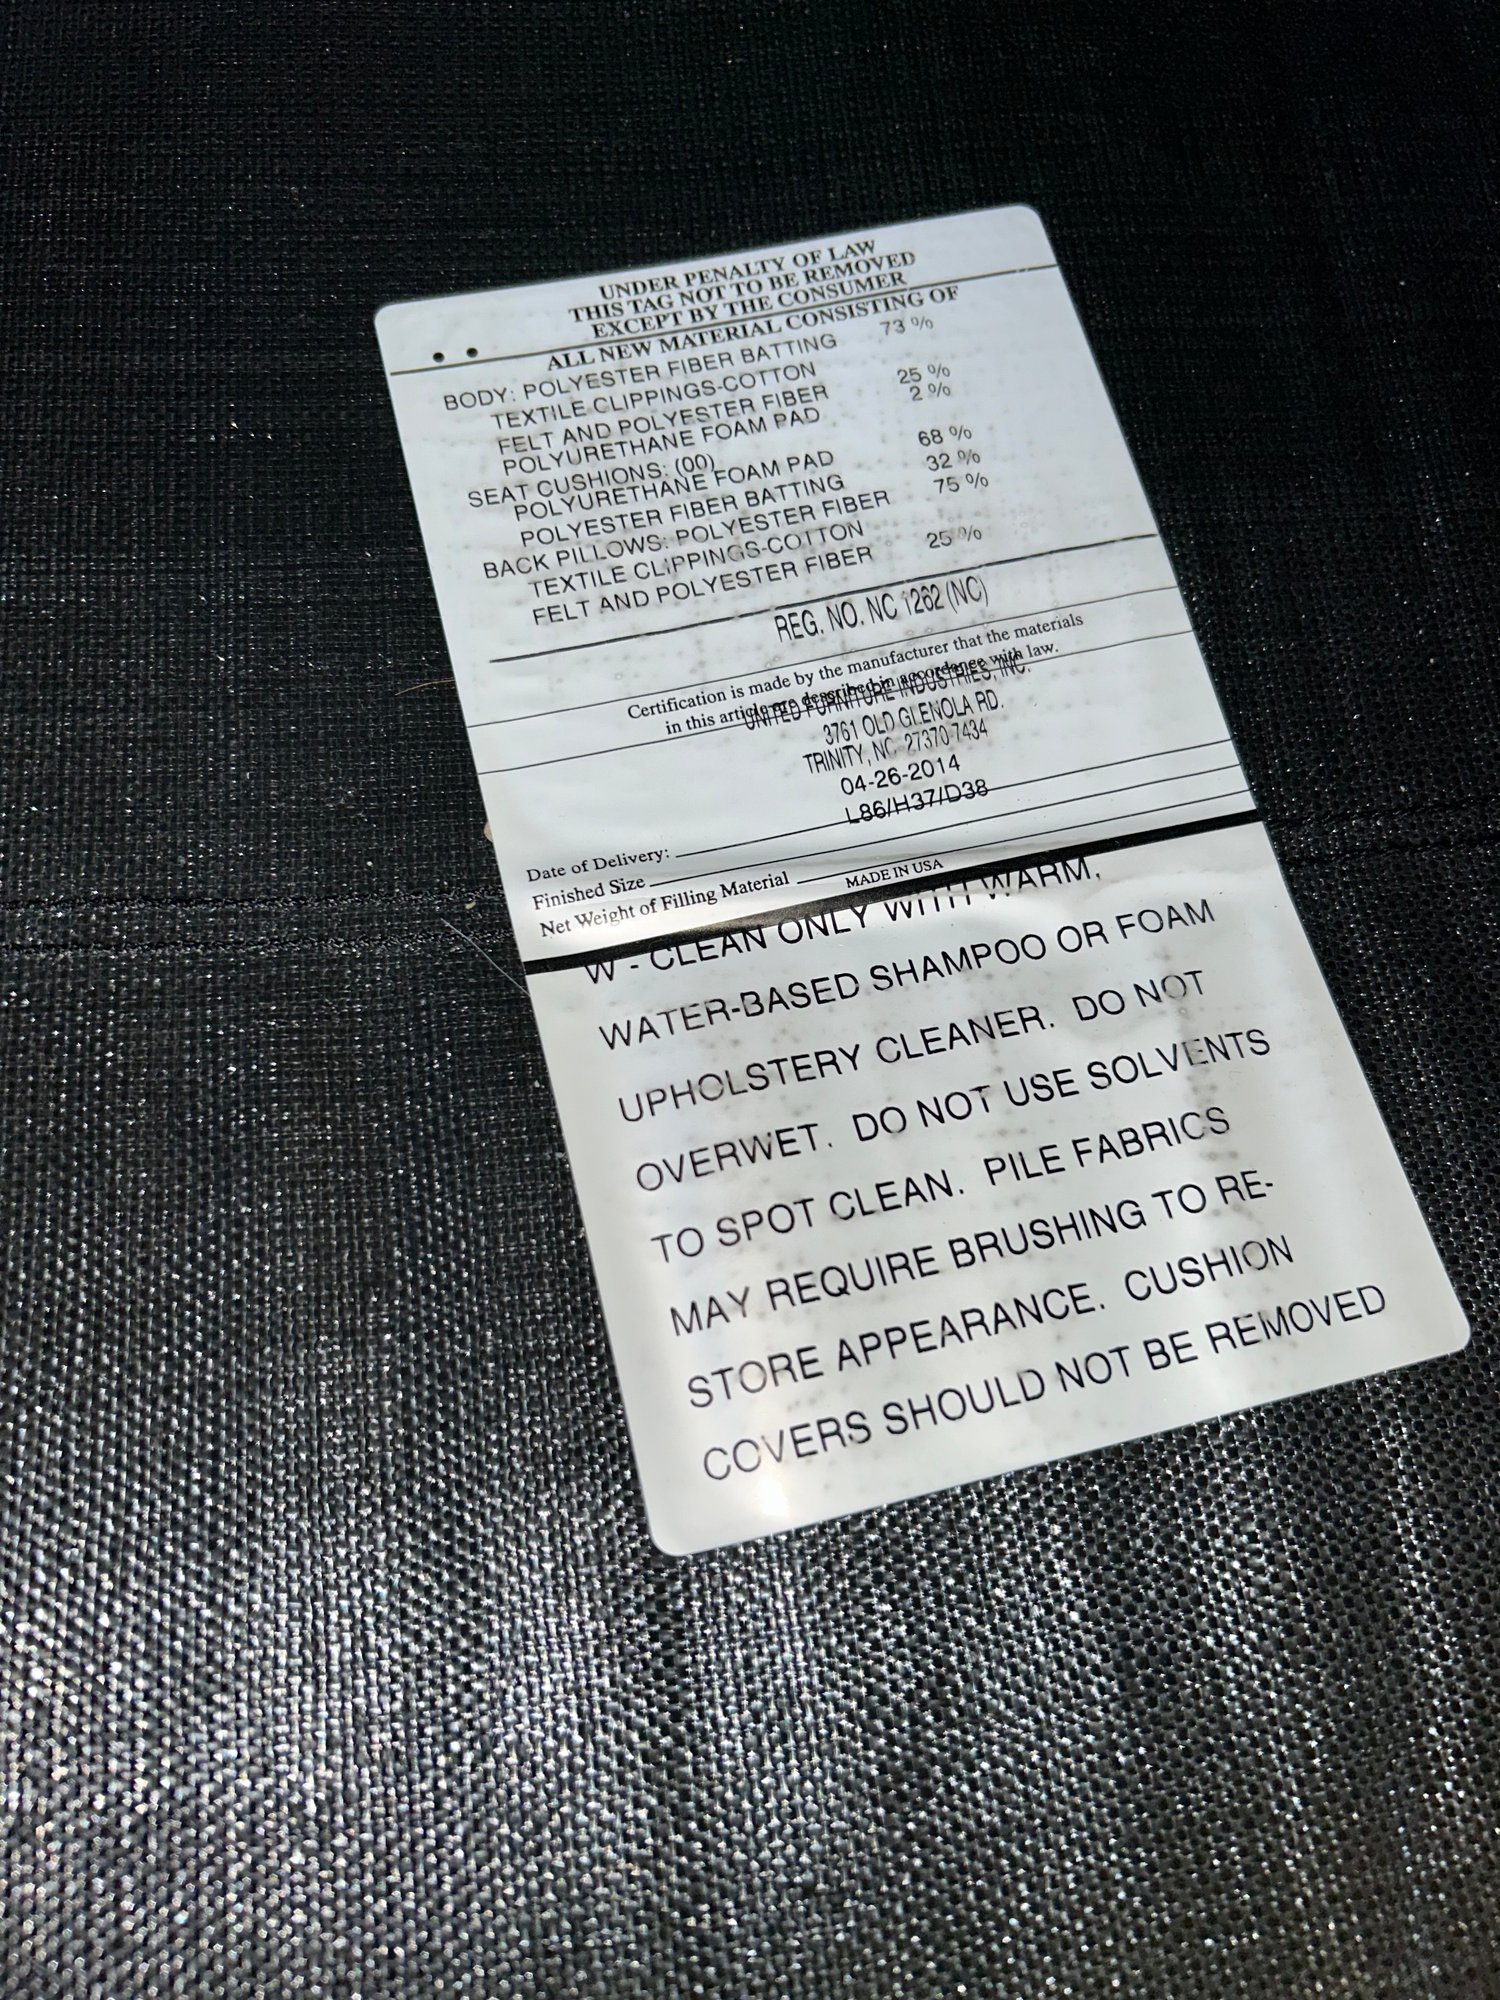 UNDER PENALTY OF LAW
THIS TAG NOT TO BE REMOVED
EXCEPT BY THE CONSUMER
ALL NEW MATERIAL CONSISTING OF
BODY: POLYESTER FIBER BATTING 73 %
TEXTILE CLIPPINGS-COTTON
FELT AND POLYESTER FIBER 25 %
POLYURETHANE FOAM PAD 2 %
SEAT CUSHIONS: (00)
POLYURETHANE FOAM PAD 68 %
POLYESTER FIBER BATTING 32 %
BACK PILLOWS: POLYESTER FIBER 75 %
TEXTILE CLIPPINGS-COTTON
FELT AND POLYESTER FIBER 25 %
REG. NO. NC 1262 (NC)
Certification is made by the manufacturer that the materials
in this article are described in accordance with law.
UNITED FURNITURE INDUSTRIES, INC.
3761 OLD GLENOLA RD.
TRINITY, NC 27370-7434
04-26-2014
L86/H37/D38
Date of Delivery:
Finished Size
Net Weight of Filling Material
MADE IN USA
W - CLEAN ONLY WITH WARM,
WATER-BASED SHAMPOO OR FOAM
UPHOLSTERY CLEANER. DO NOT
OVERWET. DO NOT USE SOLVENTS
TO SPOT CLEAN. PILE FABRICS
MAY REQUIRE BRUSHING TO RE-
STORE APPEARANCE. CUSHION
COVERS SHOULD NOT BE REMOVED